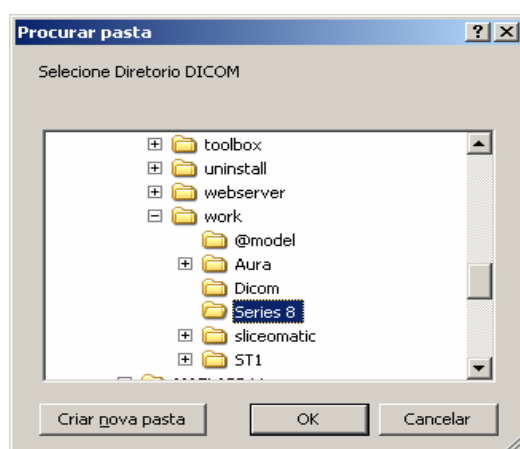 Procurar pasta
Selecione Diretorio DICOM
toolbox
uninstall
webserver
work
@model
Aura
Dicom
Series 8
sliceomatic
ST1
Criar nova pasta OK Cancelar